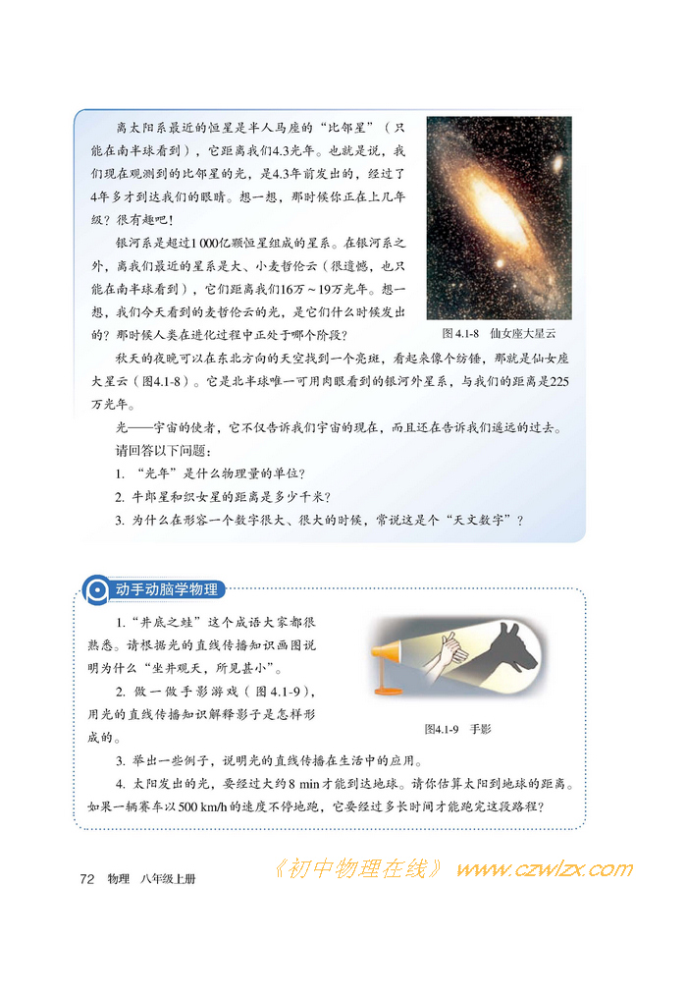 离太阳系最近的恒星是半人马座的“比邻星”（只
能在南半球看到），它距离我们4.3光年。也就是说，我
们现在观测到的比邻星的光，是4.3年前发出的，经过了
4年多才到达我们的眼睛。想一想，那时候你正在上几年
级？很有趣吧！
银河系是超过1 000亿颗恒星组成的星系。在银河系之
外，离我们最近的星系是大、小麦哲伦云（很遗憾，也只
能在南半球看到），它们距离我们16万～19万光年。想一
想，我们今天看到的麦哲伦云的光，是它们什么时候发出
的？那时候人类在进化过程中正处于哪个阶段？
图 4.1-8 仙女座大星云
秋天的夜晚可以在东北方向的天空找到一个亮斑，看起来像个纺锤，那就是仙女座
大星云（图4.1-8）。它是北半球唯一可用肉眼看到的银河外星系，与我们的距离是225
万光年。
光——宇宙的使者，它不仅告诉我们宇宙的现在，而且还在告诉我们遥远的过去。
请回答以下问题：
1. “光年”是什么物理量的单位？
2. 牛郎星和织女星的距离是多少千米？
3. 为什么在形容一个数字很大、很大的时候，常说这是个“天文数字”？
动手动脑学物理
1.“井底之蛙”这个成语大家都很
熟悉。请根据光的直线传播知识画图说
明为什么“坐井观天，所见甚小”。
2. 做一做手影游戏（图4.1-9），
用光的直线传播知识解释影子是怎样形
成的。
图4.1-9 手影
3. 举出一些例子，说明光的直线传播在生活中的应用。
4. 太阳发出的光，要经过大约8 min才能到达地球。请你估算太阳到地球的距离。
如果一辆赛车以500 km/h的速度不停地跑，它要经过多长时间才能跑完这段路程？
72 物理 八年级上册
《初中物理在线》 www.czwlzx.com